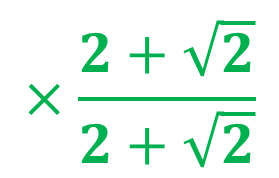 × (2 + √2)/(2 + √2)